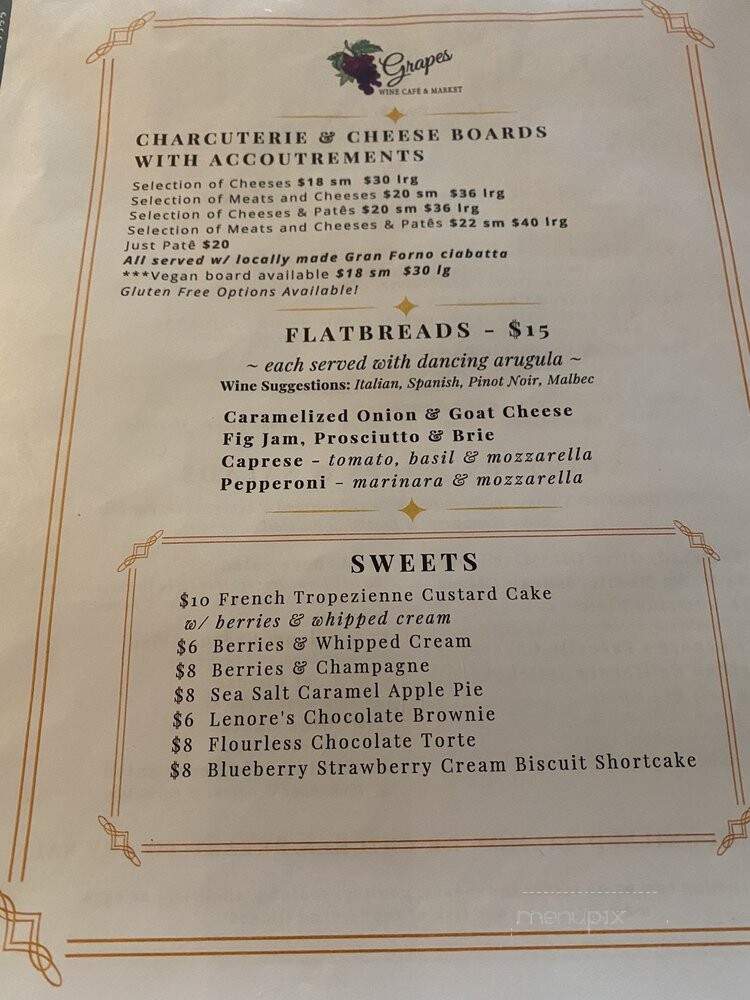 Grapes
WINE CAFE & MARKET
CHARCUTERIE & CHEESE BOARDS
WITH ACCOUTREMENTS
Selection of Cheeses $18 sm $30 lrg
Selection of Meats and Cheeses $20 sm $36 lrg
Selection of Cheeses & Patês $20 sm $36 lrg
Selection of Meats and Cheeses & Patês $22 sm $40 lrg
Just Patê $20
All served w/ locally made Gran Forno ciabatta
***Vegan board available $18 sm $30 lg
Gluten Free Options Available!
FLATBREADS - $15
~ each served with dancing arugula ~
Wine Suggestions: Italian, Spanish, Pinot Noir, Malbec
Caramelized Onion & Goat Cheese
Fig Jam, Prosciutto & Brie
Caprese - tomato, basil & mozzarella
Pepperoni - marinara & mozzarella
SWEETS
$10 French Tropezienne Custard Cake
w/ berries & whipped cream
$6 Berries & Whipped Cream
$8 Berries & Champagne
$8 Sea Salt Caramel Apple Pie
$6 Lenore's Chocolate Brownie
$8 Flourless Chocolate Torte
$8 Blueberry Strawberry Cream Biscuit Shortcake
menupix